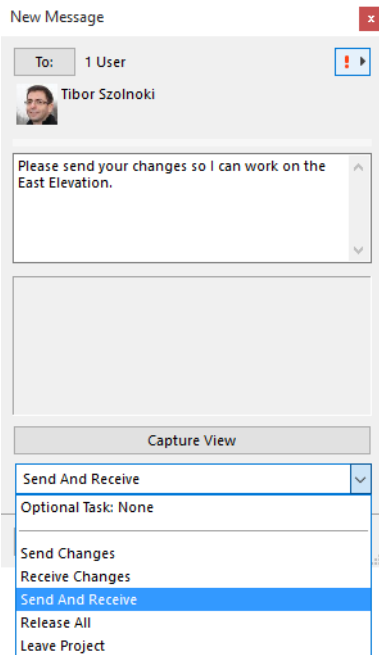 New Message
x
To: 1 User
!
Tibor Szolnoki
Please send your changes so I can work on the
East Elevation.
Capture View
Send And Receive
Optional Task: None
Send Changes
Receive Changes
Send And Receive
Release All
Leave Project